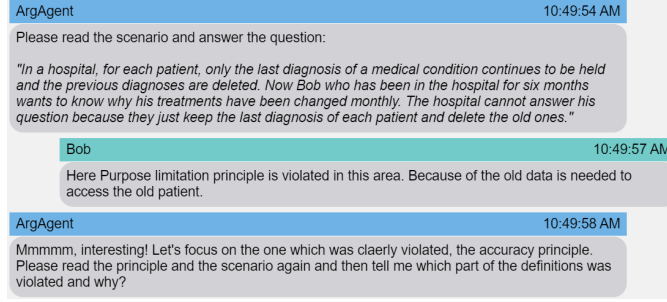 ArgAgent 10:49:54 AM
Please read the scenario and answer the question:
"In a hospital, for each patient, only the last diagnosis of a medical condition continues to be held
and the previous diagnoses are deleted. Now Bob who has been in the hospital for six months
wants to know why his treatments have been changed monthly. The hospital cannot answer his
question because they just keep the last diagnosis of each patient and delete the old ones."
Bob 10:49:57 AM
Here Purpose limitation principle is violated in this area. Because of the old data is needed to
access the old patient.
ArgAgent 10:49:58 AM
Mmmmm, interesting! Let's focus on the one which was claerly violated, the accuracy principle.
Please read the principle and the scenario again and then tell me which part of the definitions was
violated and why?